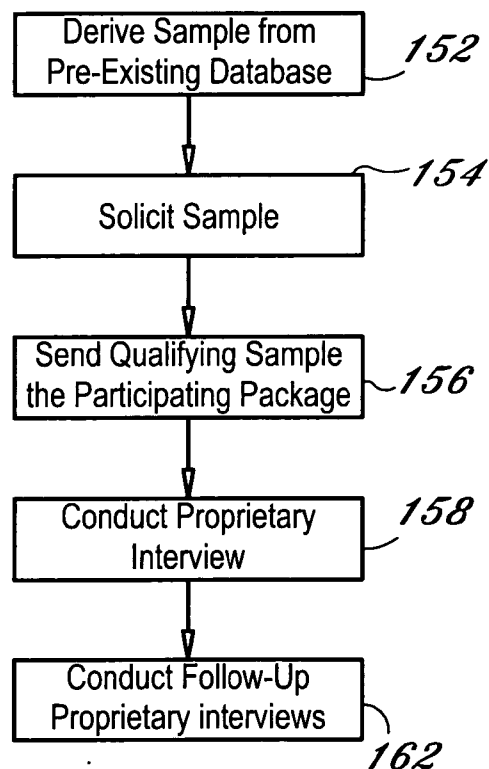 Derive Sample from
Pre-Existing Database
152
154
Solicit Sample
Send Qualifying Sample
the Participating Package
156
Conduct Proprietary
Interview
158
Conduct Follow-Up
Proprietary interviews
162